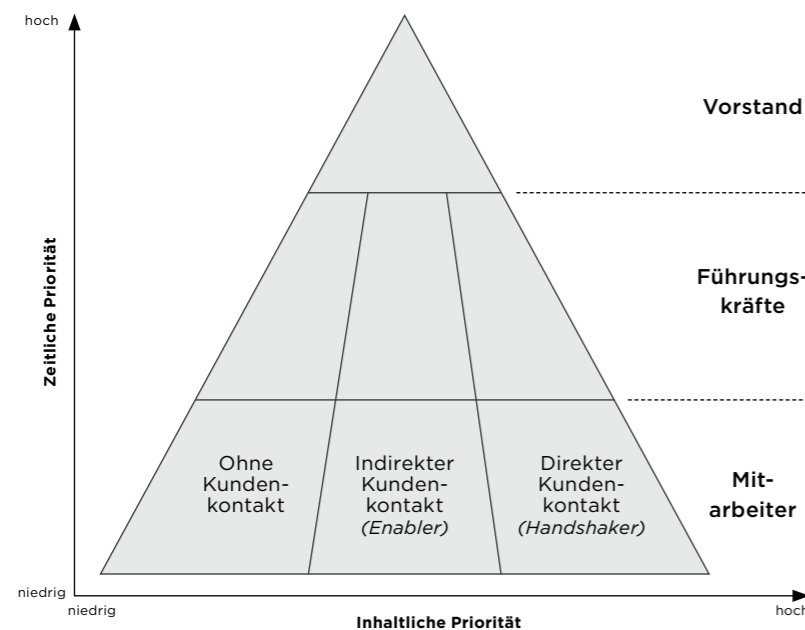 hoch
Vorstand
Zeitliche Priorität
Führungs-
kräfte
Ohne
Kunden-
kontakt
Indirekter
Kunden-
kontakt
(Enabler)
Direkter
Kunden-
kontakt
(Handshaker)
Mit-
arbeiter
niedrig
niedrig
Inhaltliche Priorität
hoch